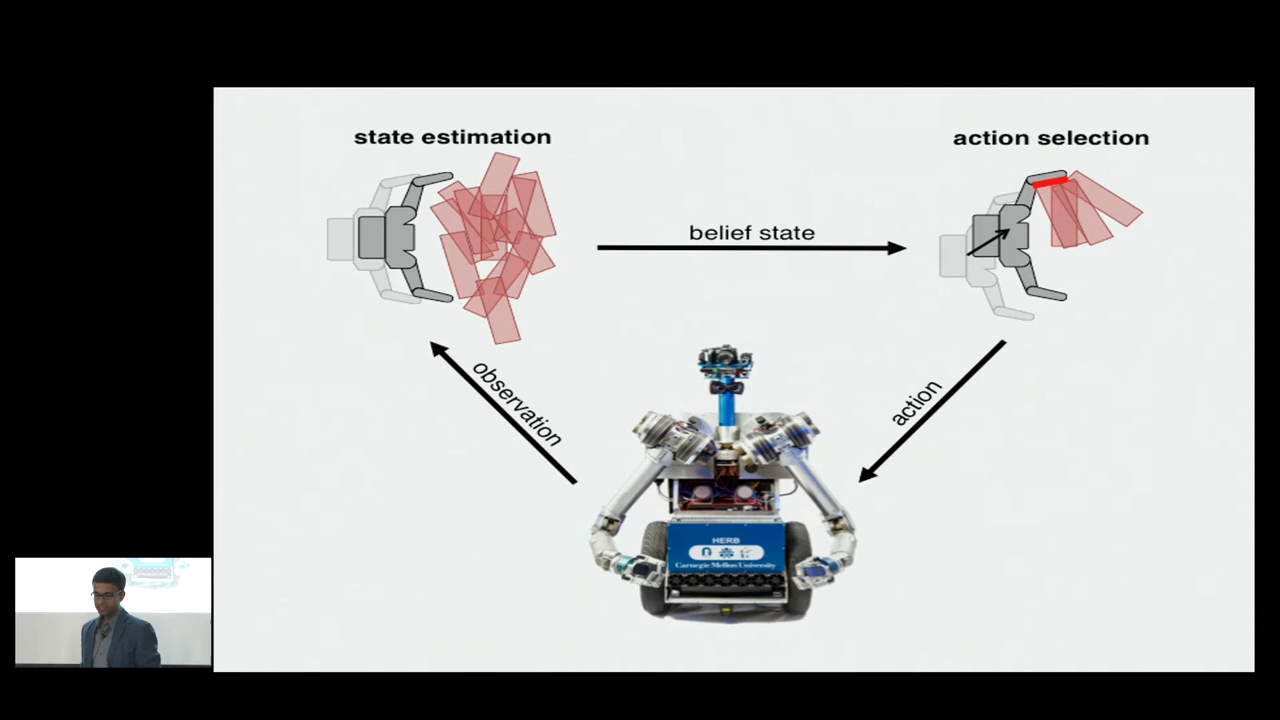 state estimation
action selection
belief state
observation
action
HERB
Carnegie Mellon University